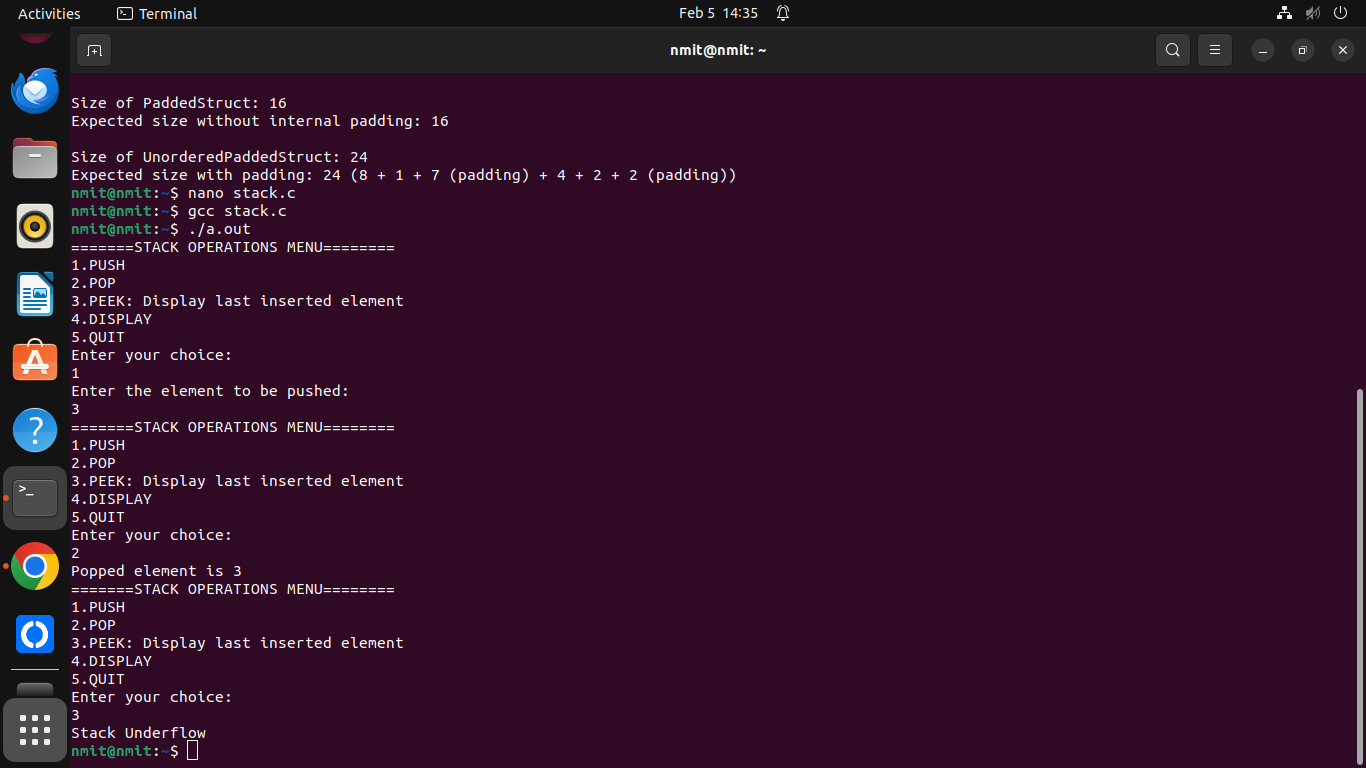 Activities
Terminal
Feb 5 14:35
nmit@nmit: ~
Size of PaddedStruct: 16
Expected size without internal padding: 16
Size of UnorderedPaddedStruct: 24
Expected size with padding: 24 (8 + 1 + 7 (padding) + 4 + 2 + 2 (padding))
nmit@nmit:~$ nano stack.c
nmit@nmit:~$ gcc stack.c
nmit@nmit:~$ ./a.out
=======STACK OPERATIONS MENU========
1.PUSH
2.POP
3.PEEK: Display last inserted element
4.DISPLAY
5.QUIT
Enter your choice:
1
Enter the element to be pushed:
3
=======STACK OPERATIONS MENU========
1.PUSH
2.POP
3.PEEK: Display last inserted element
4.DISPLAY
5.QUIT
Enter your choice:
2
Popped element is 3
=======STACK OPERATIONS MENU========
1.PUSH
2.POP
3.PEEK: Display last inserted element
4.DISPLAY
5.QUIT
Enter your choice:
3
Stack Underflow
nmit@nmit:~$